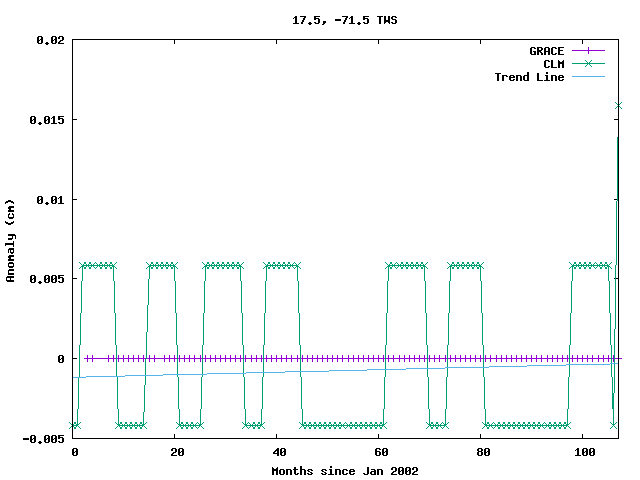 17.5, -71.5 TWS
GRACE
CLM
Trend Line
0.02
0.015
0.01
0.005
0
-0.005
Anomaly (cm)
0 20 40 60 80 100
Months since Jan 2002